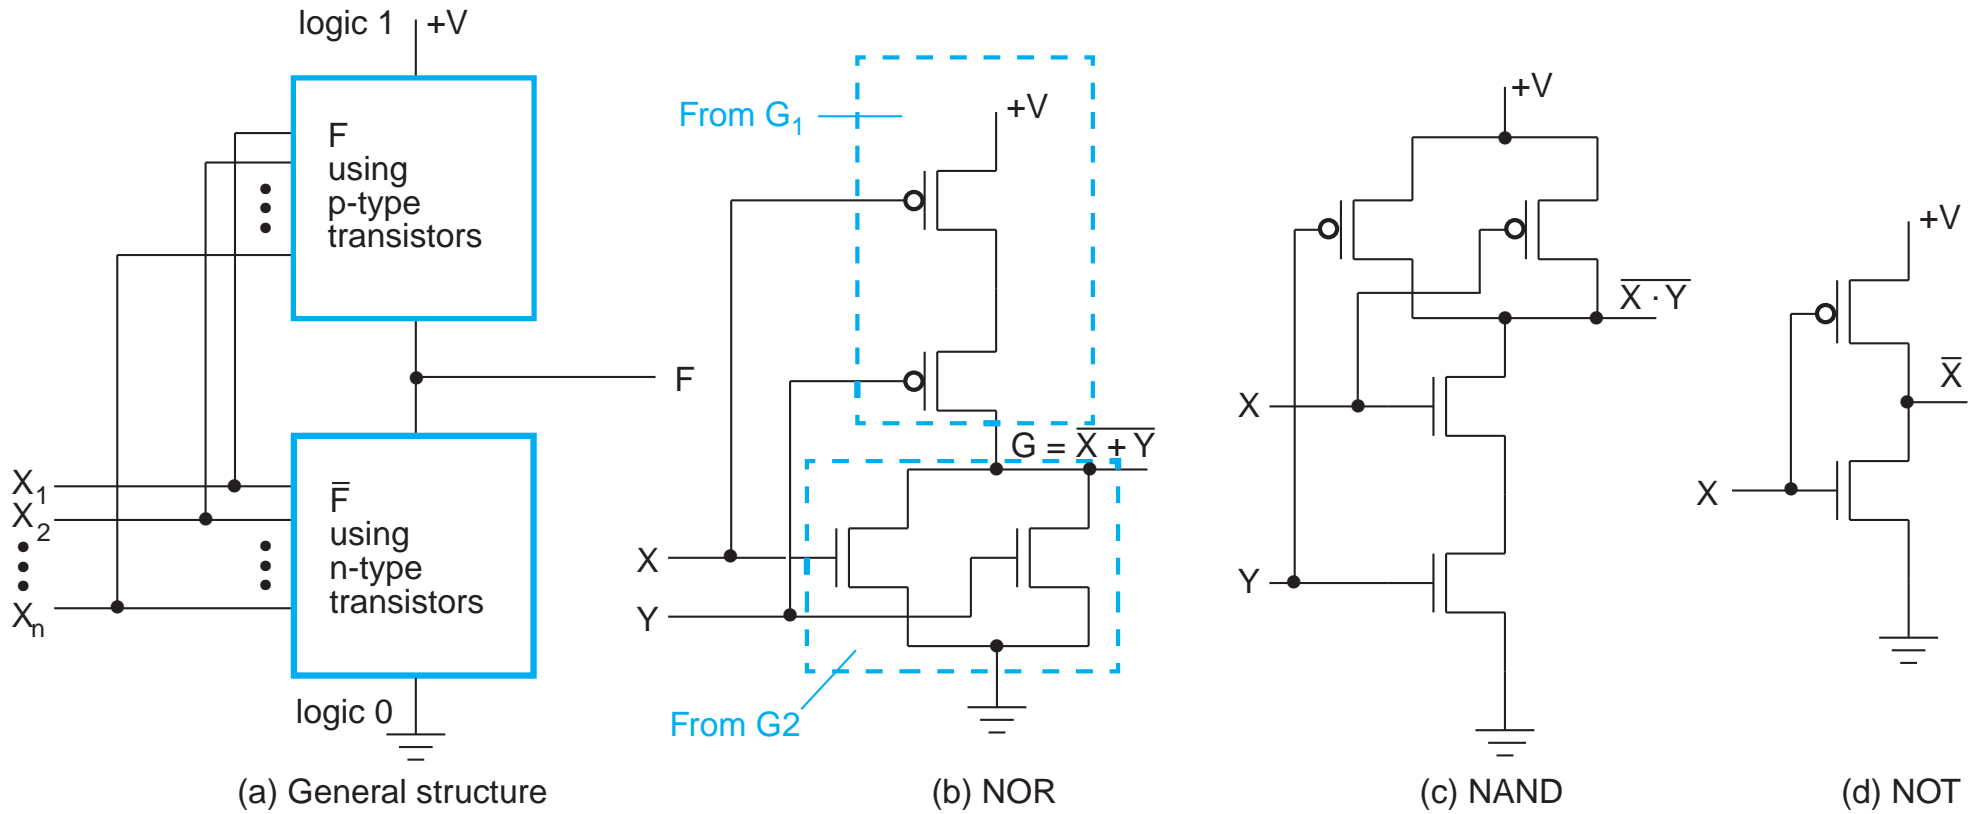 logic 1 +V
F
using
p-type
transistors
F
X1
X2
Xn
F̅
using
n-type
transistors
logic 0
(a) General structure
From G1
+V
G = X̅ ̅+̅ ̅Y̅
X
Y
From G2
(b) NOR
+V
X̅ ̅·̅ ̅Y̅
X
Y
(c) NAND
+V
X̅
X
(d) NOT